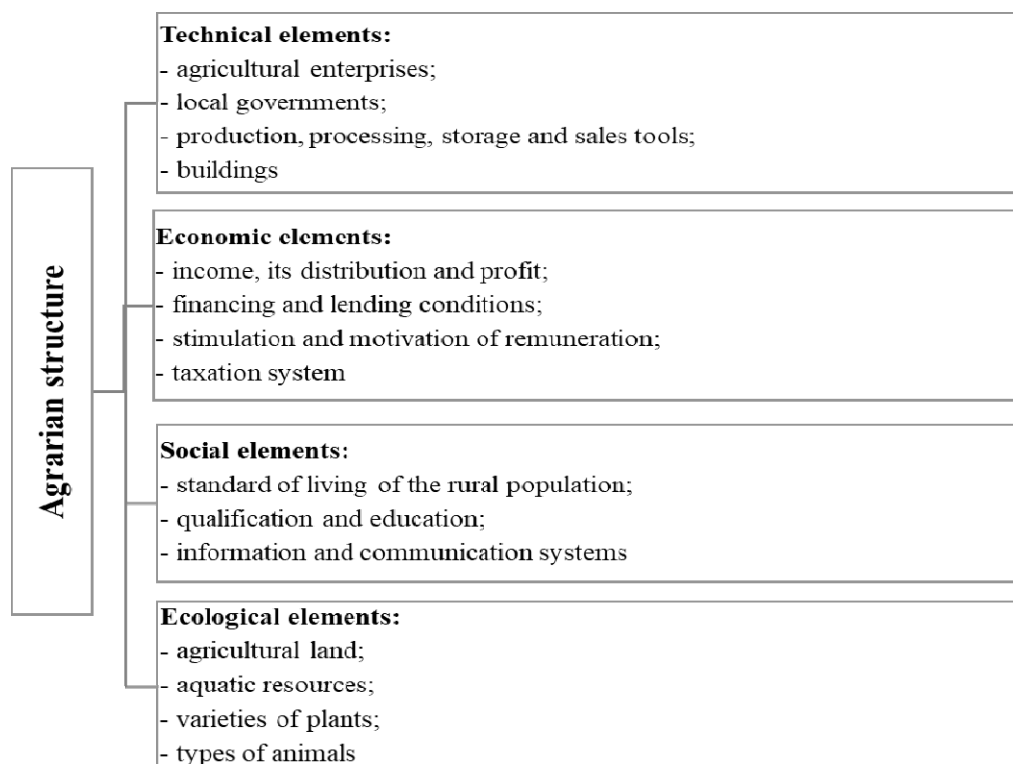 Agrarian structure
Technical elements:
- agricultural enterprises;
- local governments;
- production, processing, storage and sales tools;
- buildings
Economic elements:
- income, its distribution and profit;
- financing and lending conditions;
- stimulation and motivation of remuneration;
- taxation system
Social elements:
- standard of living of the rural population;
- qualification and education;
- information and communication systems
Ecological elements:
- agricultural land;
- aquatic resources;
- varieties of plants;
- types of animals